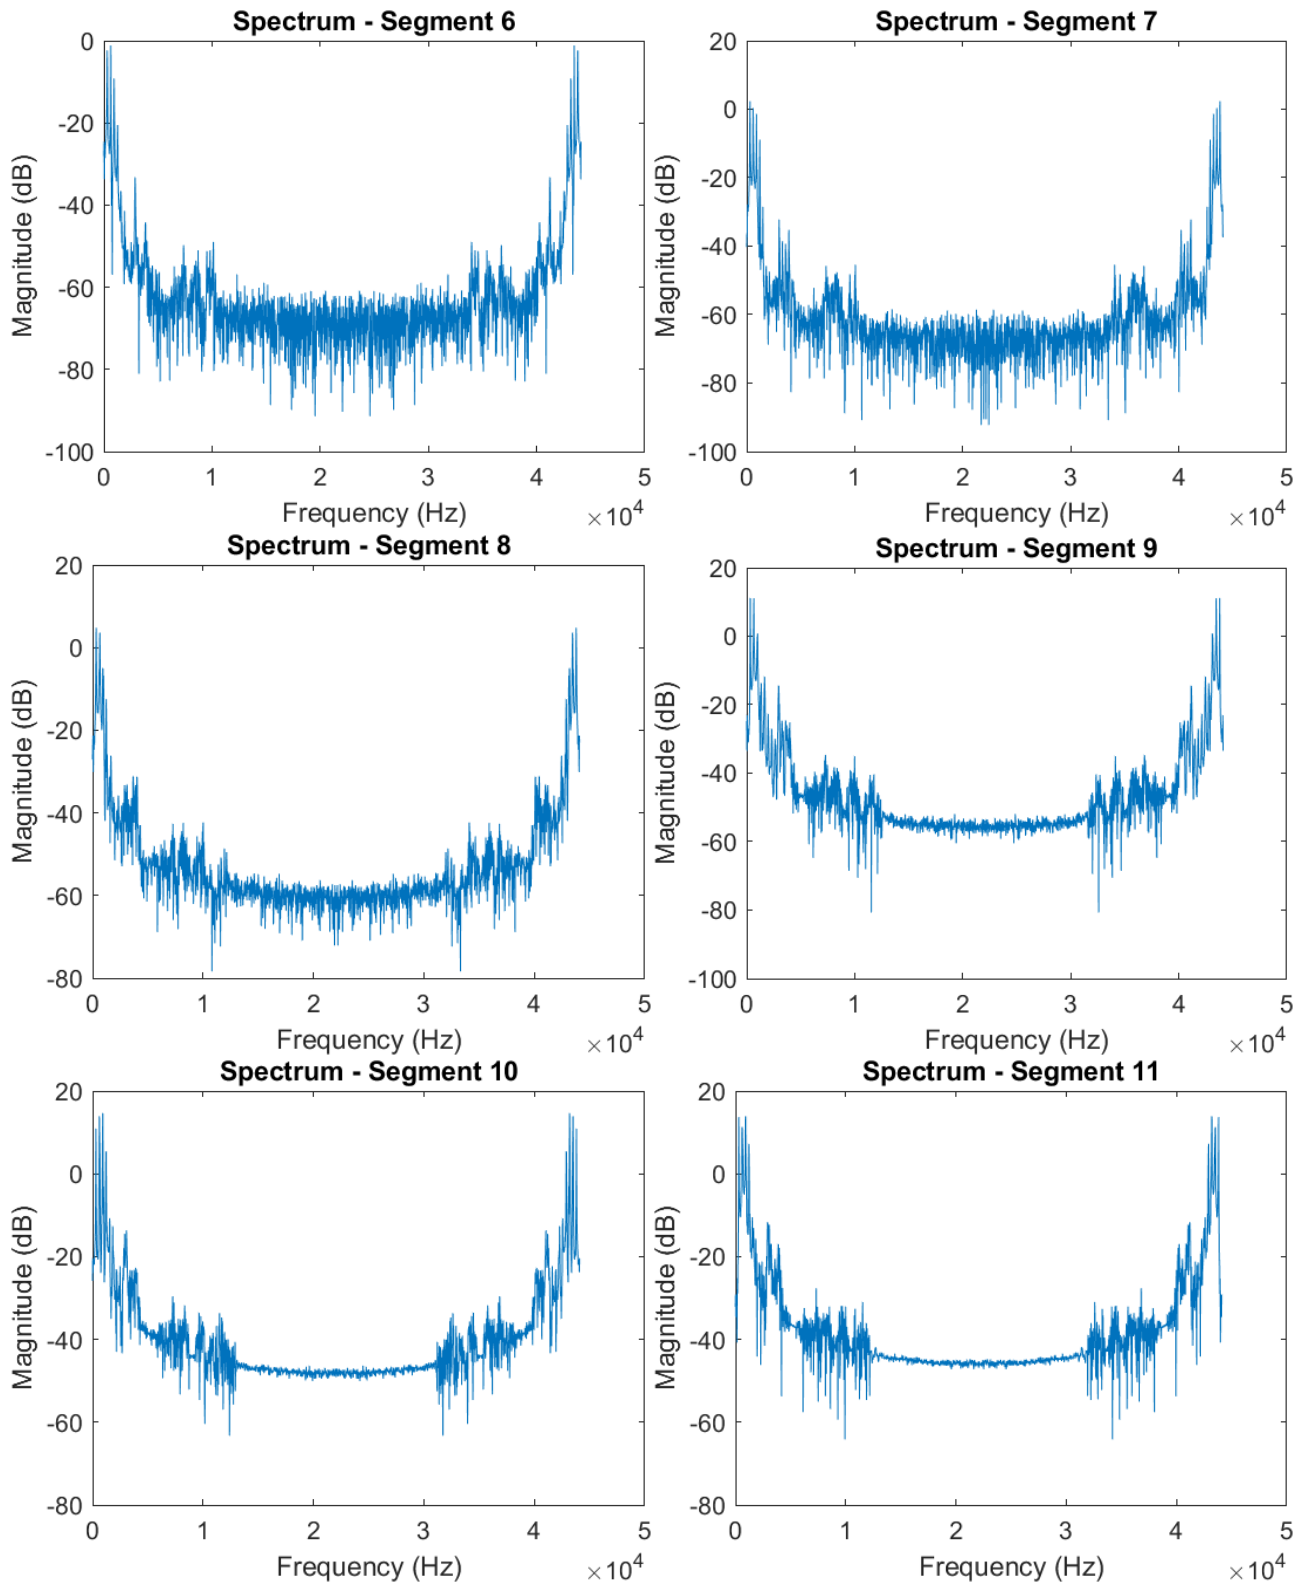 Spectrum - Segment 6
0
-20
-40
-60
-80
-100
Magnitude (dB)
0 1 2 3 4 5
Frequency (Hz)
×10^4
Spectrum - Segment 7
20
0
-20
-40
-60
-80
-100
Magnitude (dB)
0 1 2 3 4 5
Frequency (Hz)
×10^4
Spectrum - Segment 8
20
0
-20
-40
-60
-80
Magnitude (dB)
0 1 2 3 4 5
Frequency (Hz)
×10^4
Spectrum - Segment 9
20
0
-20
-40
-60
-80
-100
Magnitude (dB)
0 1 2 3 4 5
Frequency (Hz)
×10^4
Spectrum - Segment 10
20
0
-20
-40
-60
-80
Magnitude (dB)
0 1 2 3 4 5
Frequency (Hz)
×10^4
Spectrum - Segment 11
20
0
-20
-40
-60
-80
Magnitude (dB)
0 1 2 3 4 5
Frequency (Hz)
×10^4